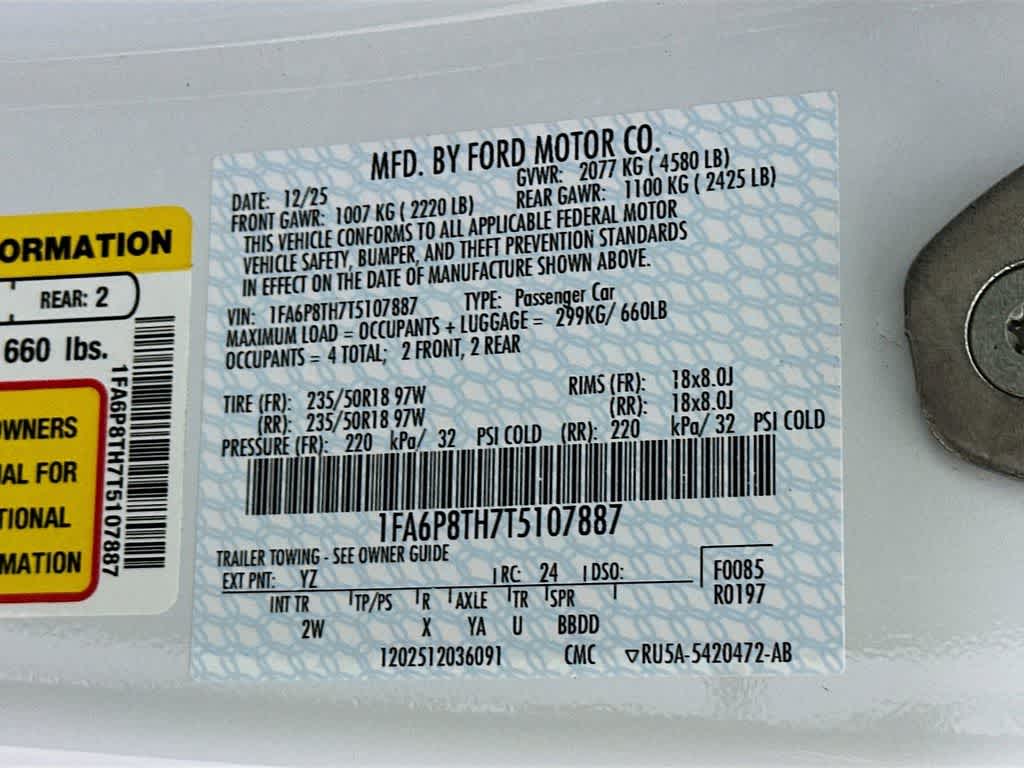 ORMATION
REAR: 2
660 lbs.
WNERS
AL FOR
TIONAL
MATION
1FA6P8TH7T5107887
MFD. BY FORD MOTOR CO.
DATE: 12/25 GVWR: 2077 KG ( 4580 LB)
FRONT GAWR: 1007 KG ( 2220 LB) REAR GAWR: 1100 KG ( 2425 LB)
THIS VEHICLE CONFORMS TO ALL APPLICABLE FEDERAL MOTOR
VEHICLE SAFETY, BUMPER, AND THEFT PREVENTION STANDARDS
IN EFFECT ON THE DATE OF MANUFACTURE SHOWN ABOVE.
VIN: 1FA6P8TH7T5107887 TYPE: Passenger Car
MAXIMUM LOAD = OCCUPANTS + LUGGAGE = 299KG/ 660LB
OCCUPANTS = 4 TOTAL; 2 FRONT, 2 REAR
TIRE (FR): 235/50R18 97W RIMS (FR): 18x8.0J
(RR): 235/50R18 97W (RR): 18x8.0J
PRESSURE (FR): 220 kPa/ 32 PSI COLD (RR): 220 kPa/ 32 PSI COLD
1FA6P8TH7T5107887
TRAILER TOWING - SEE OWNER GUIDE
EXT PNT: YZ RC: 24 DSO: F0085
INT TR TP/PS R AXLE TR SPR R0197
2W X YA U BBDD
1202512036091 CMC ▽RU5A-5420472-AB